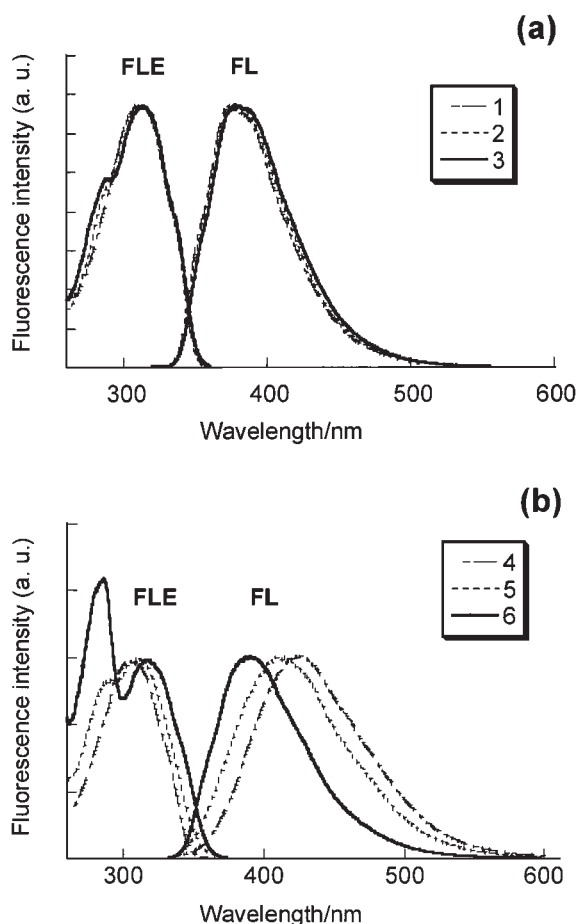 (a)
FLE FL
1
2
3
Fluorescence intensity (a. u.)
300 400 500 600
Wavelength/nm
(b)
FLE FL
4
5
6
Fluorescence intensity (a. u.)
300 400 500 600
Wavelength/nm